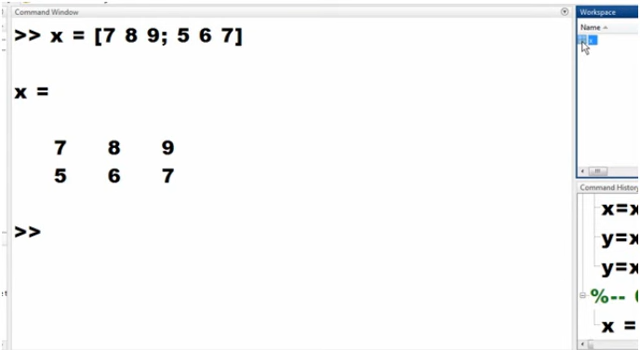 Command Window
>> x = [7 8 9; 5 6 7]
x =
7 8 9
5 6 7
>>
Workspace
Name
x
Command History
x=x
y=x
y=x
%--
x =